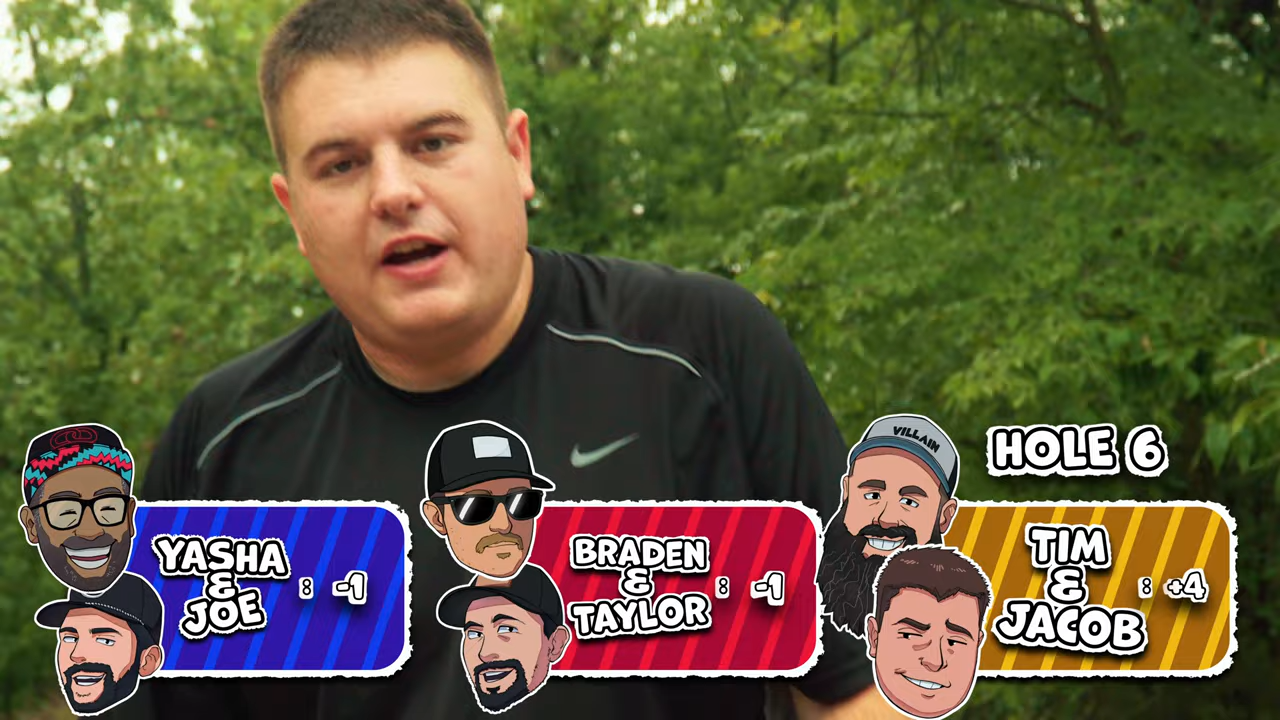 VILLAIN
HOLE 6
YASHA
&
JOE
: -1
BRADEN
&
TAYLOR
: -1
TIM
&
JACOB
: +4